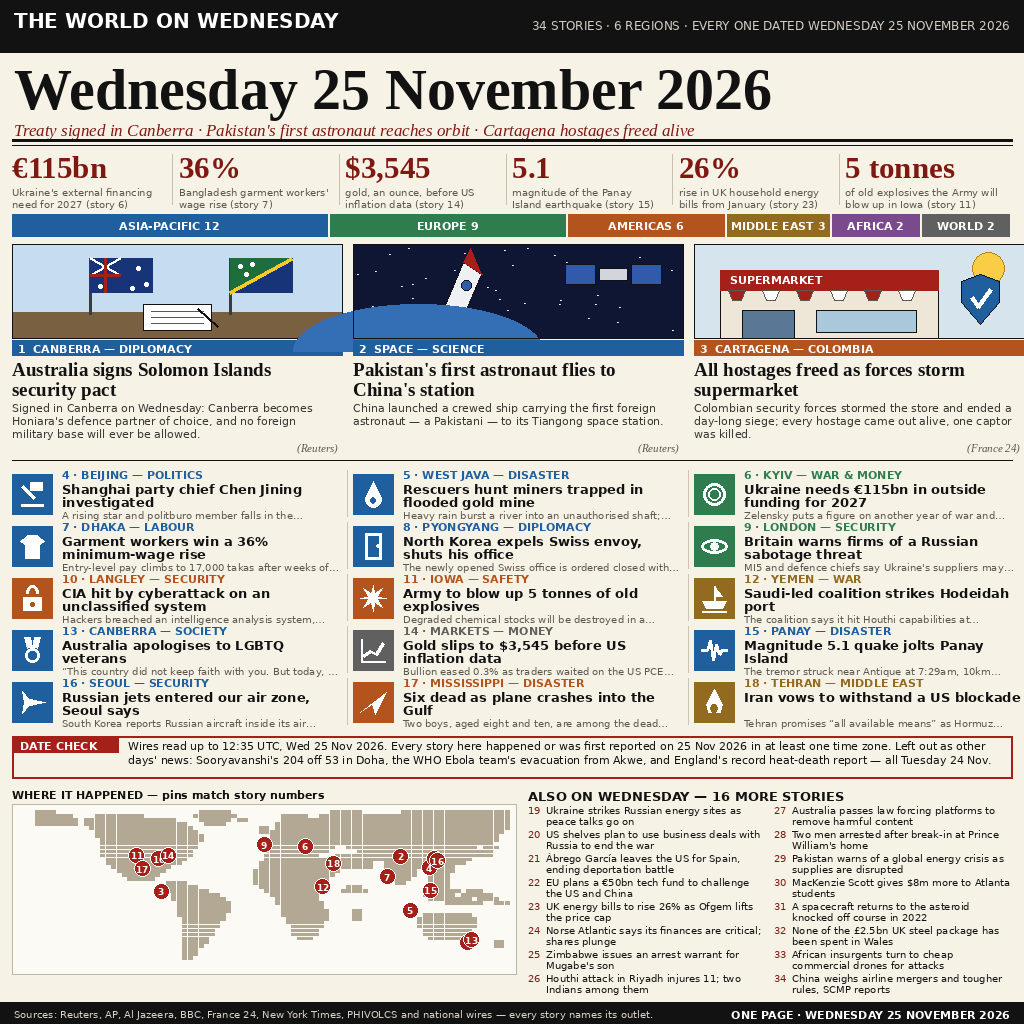 THE WORLD ON WEDNESDAY
34 STORIES · 6 REGIONS · EVERY ONE DATED WEDNESDAY 25 NOVEMBER 2026
Wednesday 25 November 2026
Treaty signed in Canberra · Pakistan's first astronaut reaches orbit · Cartagena hostages freed alive
€115bn
Ukraine's external financing
need for 2027 (story 6)
36%
Bangladesh garment workers'
wage rise (story 7)
$3,545
gold, an ounce, before US
inflation data (story 14)
5.1
magnitude of the Panay
Island earthquake (story 15)
26%
rise in UK household energy
bills from January (story 23)
5 tonnes
of old explosives the Army will
blow up in Iowa (story 11)
ASIA-PACIFIC 12
EUROPE 9
AMERICAS 6
MIDDLE EAST 3
AFRICA 2
WORLD 2
1 CANBERRA — DIPLOMACY
Australia signs Solomon Islands
security pact
Signed in Canberra on Wednesday: Canberra becomes
Honiara's defence partner of choice, and no foreign
military base will ever be allowed.
(Reuters)
2 SPACE — SCIENCE
Pakistan's first astronaut flies to
China's station
China launched a crewed ship carrying the first foreign
astronaut — a Pakistani — to its Tiangong space station.
(Reuters)
SUPERMARKET
3 CARTAGENA — COLOMBIA
All hostages freed as forces storm
supermarket
Colombian security forces stormed the store and ended a
day-long siege; every hostage came out alive, one captor
was killed.
(France 24)
4 · BEIJING — POLITICS
Shanghai party chief Chen Jining
investigated
A rising star and politburo member falls in the…
5 · WEST JAVA — DISASTER
Rescuers hunt miners trapped in
flooded gold mine
Heavy rain burst a river into an unauthorised shaft;…
6 · KYIV — WAR & MONEY
Ukraine needs €115bn in outside
funding for 2027
Zelensky puts a figure on another year of war and…
7 · DHAKA — LABOUR
Garment workers win a 36%
minimum-wage rise
Entry-level pay climbs to 17,000 takas after weeks of…
8 · PYONGYANG — DIPLOMACY
North Korea expels Swiss envoy,
shuts his office
The newly opened Swiss office is ordered closed with…
9 · LONDON — SECURITY
Britain warns firms of a Russian
sabotage threat
MI5 and defence chiefs say Ukraine's suppliers may…
10 · LANGLEY — SECURITY
CIA hit by cyberattack on an
unclassified system
Hackers breached an intelligence analysis system,…
11 · IOWA — SAFETY
Army to blow up 5 tonnes of old
explosives
Degraded chemical stocks will be destroyed in a…
12 · YEMEN — WAR
Saudi-led coalition strikes Hodeidah
port
The coalition says it hit Houthi capabilities at…
13 · CANBERRA — SOCIETY
Australia apologises to LGBTQ
veterans
“This country did not keep faith with you. But today, …
14 · MARKETS — MONEY
Gold slips to $3,545 before US
inflation data
Bullion eased 0.3% as traders waited on the US PCE…
15 · PANAY — DISASTER
Magnitude 5.1 quake jolts Panay
Island
The tremor struck near Antique at 7:29am, 10km…
16 · SEOUL — SECURITY
Russian jets entered our air zone,
Seoul says
South Korea reports Russian aircraft inside its air…
17 · MISSISSIPPI — DISASTER
Six dead as plane crashes into the
Gulf
Two boys, aged eight and ten, are among the dead…
18 · TEHRAN — MIDDLE EAST
Iran vows to withstand a US blockade
Tehran promises “all available means” as Hormuz…
DATE CHECK
Wires read up to 12:35 UTC, Wed 25 Nov 2026. Every story here happened or was first reported on 25 Nov 2026 in at least one time zone. Left out as other
days' news: Sooryavanshi's 204 off 53 in Doha, the WHO Ebola team's evacuation from Akwe, and England's record heat-death report — all Tuesday 24 Nov.
WHERE IT HAPPENED — pins match story numbers
9
6
2
11
14
16
4
17
18
7
3
12
15
5
13
ALSO ON WEDNESDAY — 16 MORE STORIES
19 Ukraine strikes Russian energy sites as
peace talks go on
20 US shelves plan to use business deals with
Russia to end the war
21 Ábrego García leaves the US for Spain,
ending deportation battle
22 EU plans a €50bn tech fund to challenge
the US and China
23 UK energy bills to rise 26% as Ofgem lifts
the price cap
24 Norse Atlantic says its finances are critical;
shares plunge
25 Zimbabwe issues an arrest warrant for
Mugabe's son
26 Houthi attack in Riyadh injures 11; two
Indians among them
27 Australia passes law forcing platforms to
remove harmful content
28 Two men arrested after break-in at Prince
William's home
29 Pakistan warns of a global energy crisis as
supplies are disrupted
30 MacKenzie Scott gives $8m more to Atlanta
students
31 A spacecraft returns to the asteroid
knocked off course in 2022
32 None of the £2.5bn UK steel package has
been spent in Wales
33 African insurgents turn to cheap
commercial drones for attacks
34 China weighs airline mergers and tougher
rules, SCMP reports
Sources: Reuters, AP, Al Jazeera, BBC, France 24, New York Times, PHIVOLCS and national wires — every story names its outlet.
ONE PAGE · WEDNESDAY 25 NOVEMBER 2026